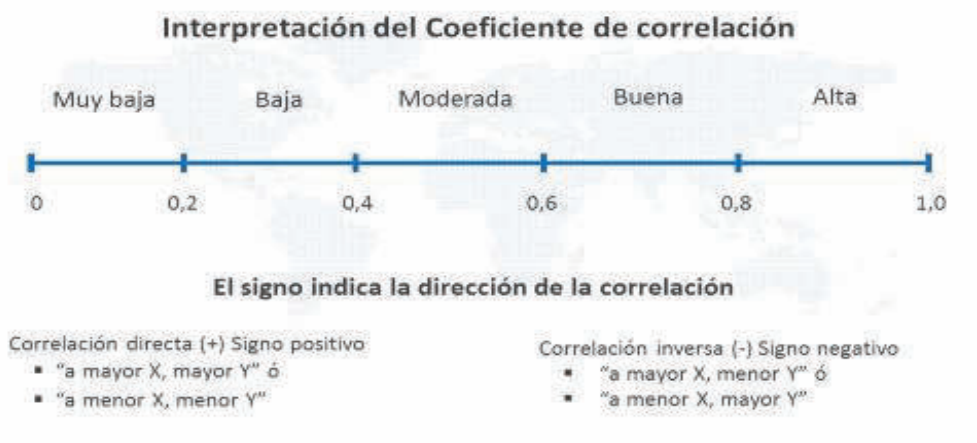 Interpretación del Coeficiente de correlación
Muy baja Baja Moderada Buena Alta
0 0,2 0,4 0,6 0,8 1,0
El signo indica la dirección de la correlación
Correlación directa (+) Signo positivo
▪ “a mayor X, mayor Y” ó
▪ “a menor X, menor Y”
Correlación inversa (-) Signo negativo
▪ “a mayor X, menor Y” ó
▪ “a menor X, mayor Y”